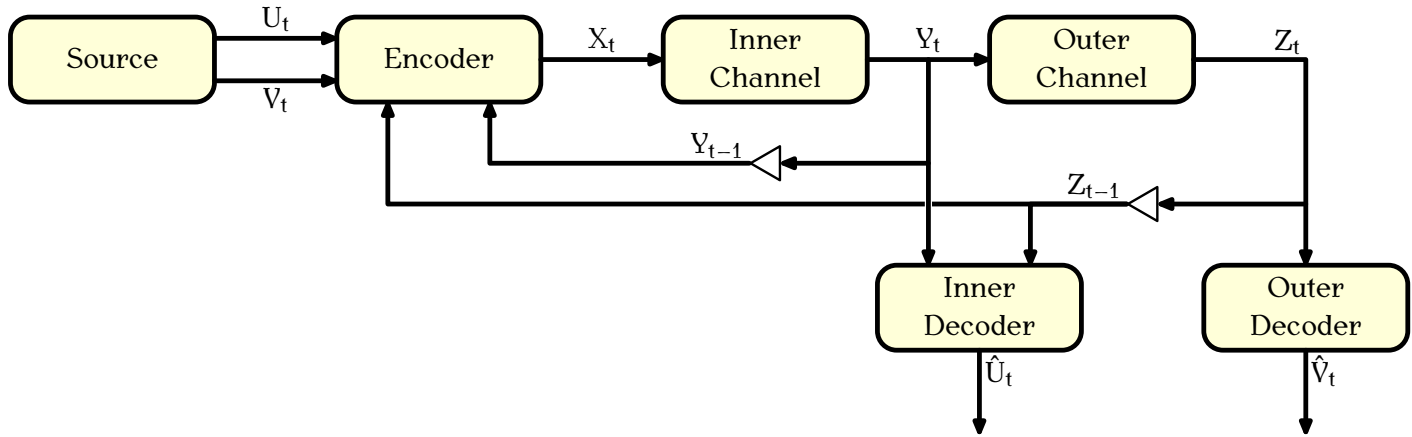 U_t
Source
V_t
Encoder
X_t
Inner
Channel
Y_t
Outer
Channel
Z_t
Y_{t−1}
Z_{t−1}
Inner
Decoder
Outer
Decoder
Û_t
V̂_t